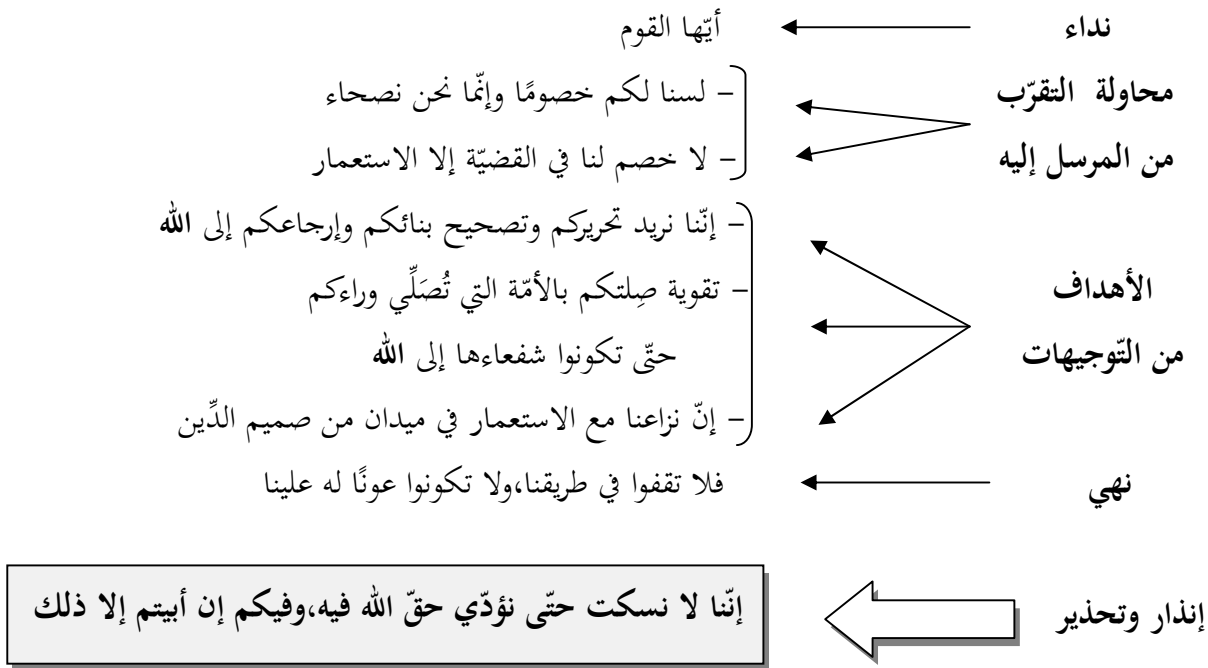 نداء أيّها القوم
محاولة التقرّب – لسنا لكم خصومًا وإنّما نحن نصحاء
من المرسل إليه – لا خصم لنا في القضيّة إلا الاستعمار
– إنّنا نريد تحريركم وتصحيح بنائكم وإرجاعكم إلى الله
الأهداف – تقوية صِلتكم بالأمّة التي تُصَلِّي وراءكم
من التّوجيهات حتّى تكونوا شفعاءها إلى الله
– إنّ نزاعنا مع الاستعمار في ميدان من صميم الدِّين
نهي فلا تقفوا في طريقنا،ولا تكونوا عونًا له علينا
إنذار وتحذير إنّنا لا نسكت حتّى نؤدّي حقّ الله فيه،وفيكم إن أبيتم إلا ذلك